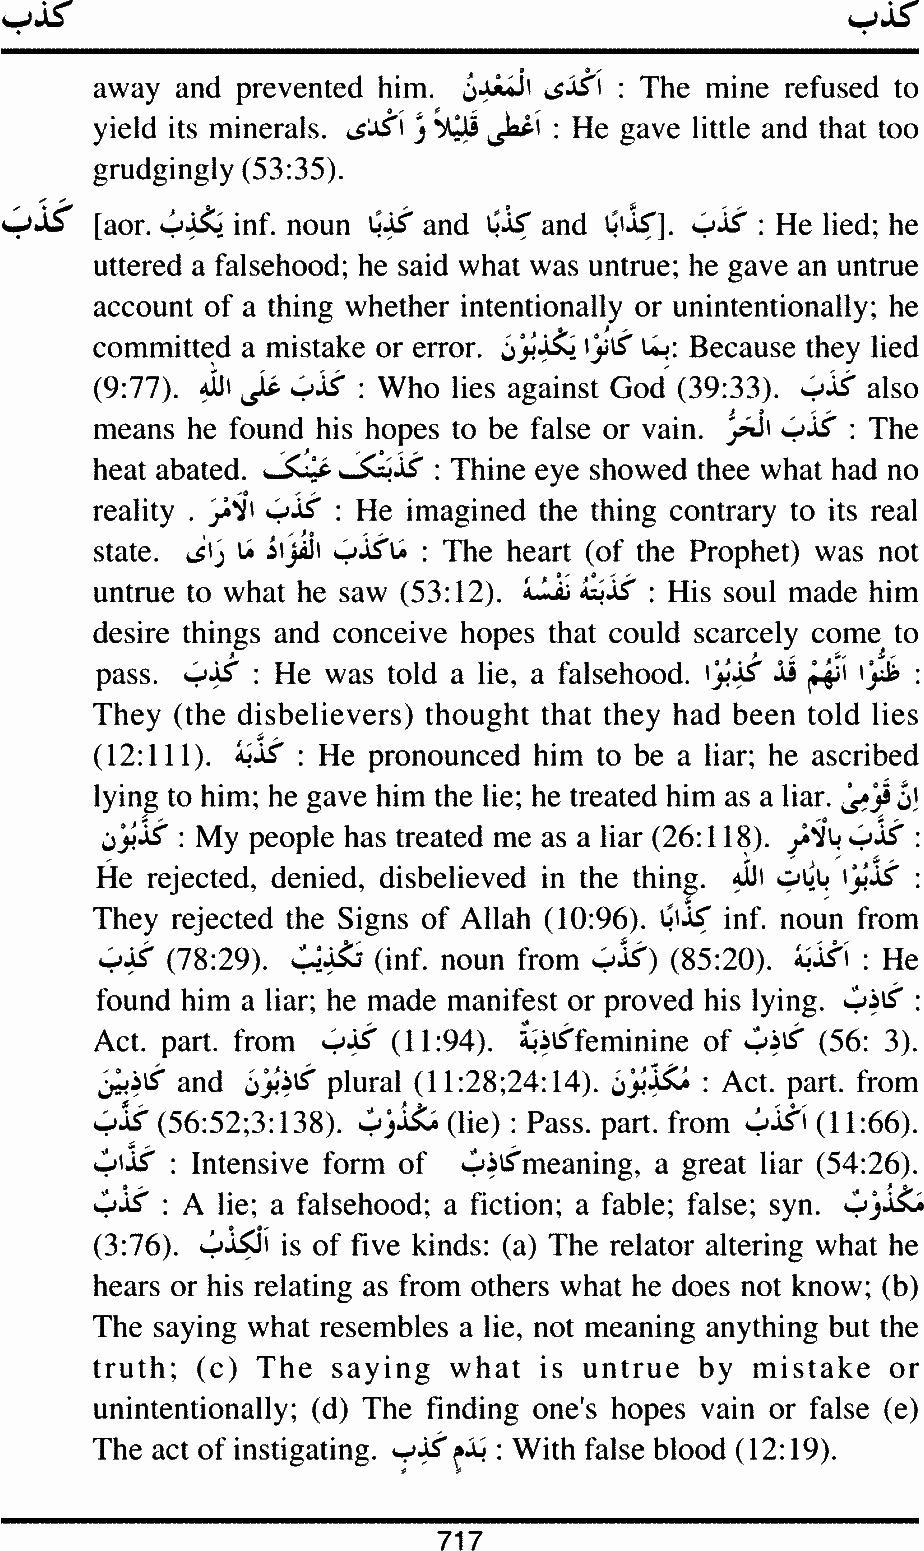 كذب كذب
away and prevented him. اَكْدَى الْمَعْدِنُ : The mine refused to
yield its minerals. اَعْطٰى قَلِيْلاً وَّ اَكْدٰى : He gave little and that too
grudgingly (53:35).
كَذَبَ [aor. يَكْذِبُ inf. noun كَذِبًا and كِذْبًا and كِذَّابًا]. كَذَبَ : He lied; he
uttered a falsehood; he said what was untrue; he gave an untrue
account of a thing whether intentionally or unintentionally; he
committed a mistake or error. بِمَا كَانُوْا يَكْذِبُوْنَ: Because they lied
(9:77). كَذَبَ عَلَى اللهِ : Who lies against God (39:33). كَذَبَ also
means he found his hopes to be false or vain. كَذَبَ الْحَرُّ : The
heat abated. كَذَبَتْكَ عَيْنُكَ : Thine eye showed thee what had no
reality . كَذَبَ الْاَمْرَ : He imagined the thing contrary to its real
state. مَاكَذَبَ الْفُؤَادُ مَا رَاٰى : The heart (of the Prophet) was not
untrue to what he saw (53:12). كَذَبَتْهُ نَفْسُهُ : His soul made him
desire things and conceive hopes that could scarcely come to
pass. كُذِبَ : He was told a lie, a falsehood. ظَنُّوْا اَنَّهُمْ قَدْ كُذِبُوْا :
They (the disbelievers) thought that they had been told lies
(12:111). كَذَّبَهُ : He pronounced him to be a liar; he ascribed
lying to him; he gave him the lie; he treated him as a liar. اِنَّ قَوْمِىْ
كَذَّبُوْنِ : My people has treated me as a liar (26:118). كَذَّبَ بِالْاَمْرِ :
He rejected, denied, disbelieved in the thing. كَذَّبُوْا بِاٰيَاتِ اللهِ :
They rejected the Signs of Allah (10:96). كِذَّابًا inf. noun from
كَذَبَ (78:29). تَكْذِيْبٌ (inf. noun from كَذَّبَ) (85:20). اَكْذَبَهُ : He
found him a liar; he made manifest or proved his lying. كَاذِبٌ :
Act. part. from كَذَبَ (11:94). كَاذِبَةٌfeminine of كَاذِبٌ (56: 3).
كَاذِبِيْنَ and كَاذِبُوْنَ plural (11:28;24:14). مُكَذِّبُوْنَ : Act. part. from
كَذَّبَ (56:52;3:138). مَكْذُوْبٌ (lie) : Pass. part. from اَكْذَبَ (11:66).
كَذَّابٌ : Intensive form of كَاذِبٌmeaning, a great liar (54:26).
كَذْبٌ : A lie; a falsehood; a fiction; a fable; false; syn. مَكْذُوْبٌ
(3:76). اَلْكِذْبُ is of five kinds: (a) The relator altering what he
hears or his relating as from others what he does not know; (b)
The saying what resembles a lie, not meaning anything but the
truth; (c) The saying what is untrue by mistake or
unintentionally; (d) The finding one's hopes vain or false (e)
The act of instigating. بَدَمٍ كَذِبٍ : With false blood (12:19).
717